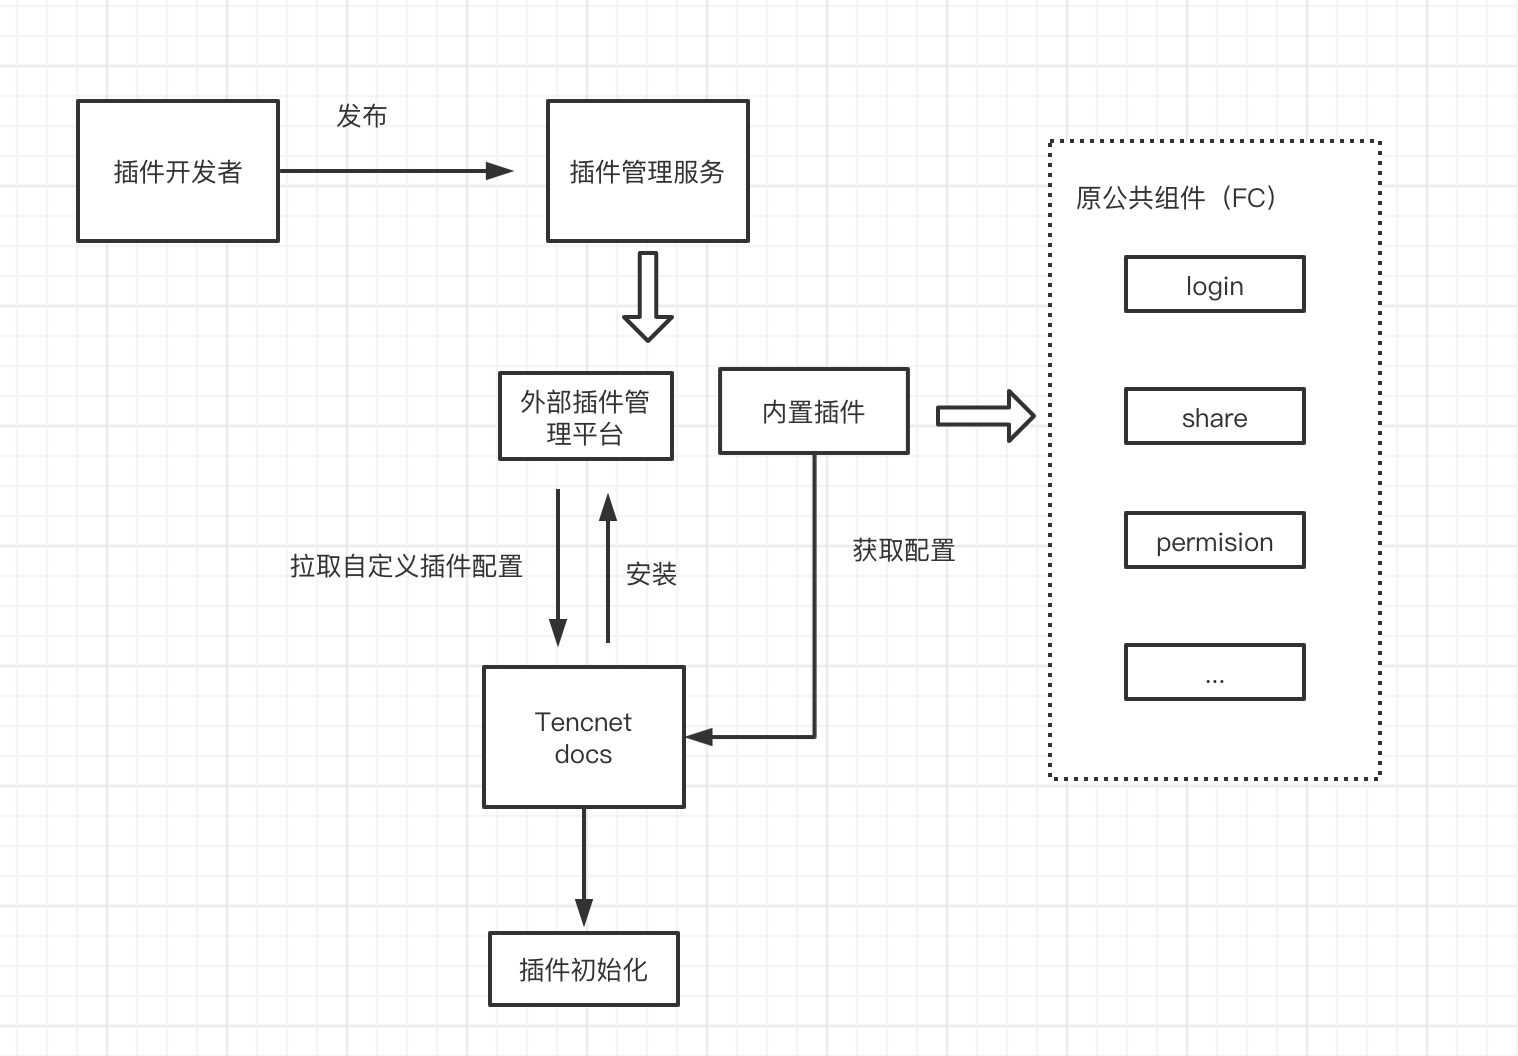 发布
插件开发者
插件管理服务
原公共组件（FC）
login
外部插件管
理平台
内置插件
share
拉取自定义插件配置
安装
获取配置
permision
Tencnet
docs
...
插件初始化